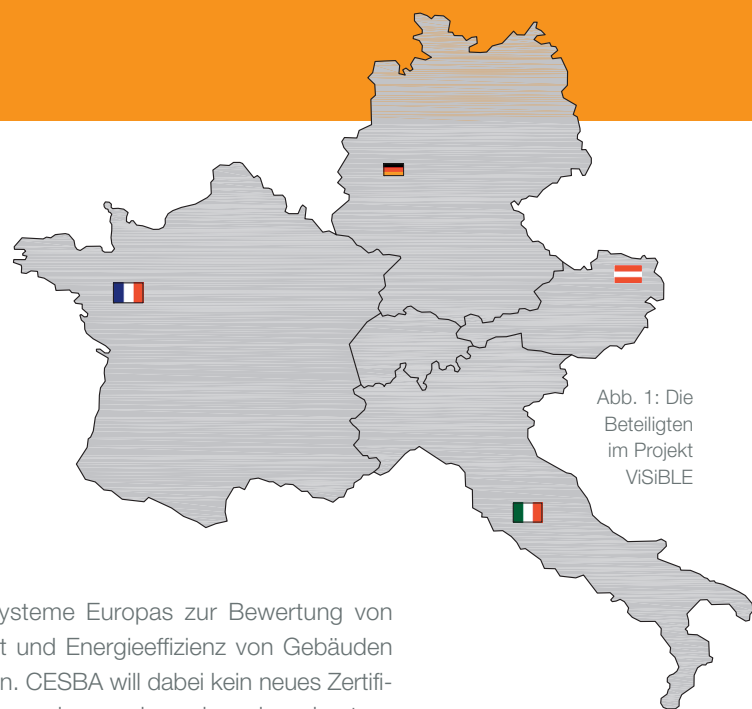 Abb. 1: Die
Beteiligten
im Projekt
ViSiBLE
Systeme Europas zur Bewertung von
und Energieeffizienz von Gebäuden
CESBA will dabei kein neues Zertifi-